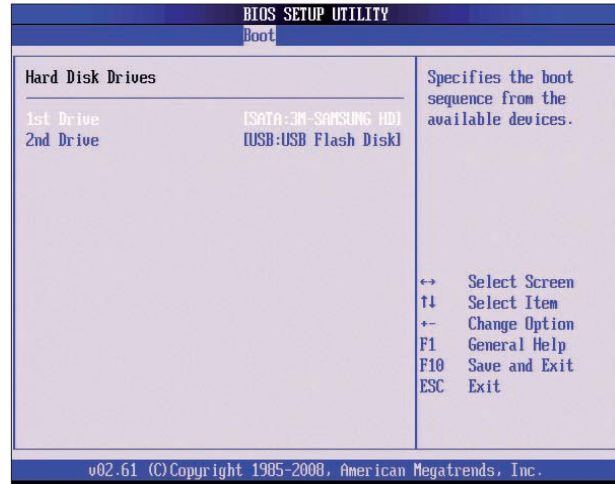 BIOS SETUP UTILITY
Boot
Hard Disk Drives
1st Drive [SATA:3M-SAMSUNG HD]
2nd Drive [USB:USB Flash Disk]
Specifies the boot
sequence from the
available devices.
↔ Select Screen
↑↓ Select Item
+- Change Option
F1 General Help
F10 Save and Exit
ESC Exit
v02.61 (C)Copyright 1985-2008, American Megatrends, Inc.